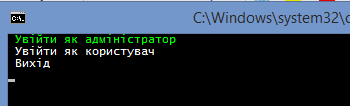 C:\Windows\system32\c
Увійти як адміністратор
Увійти як користувач
Вихід